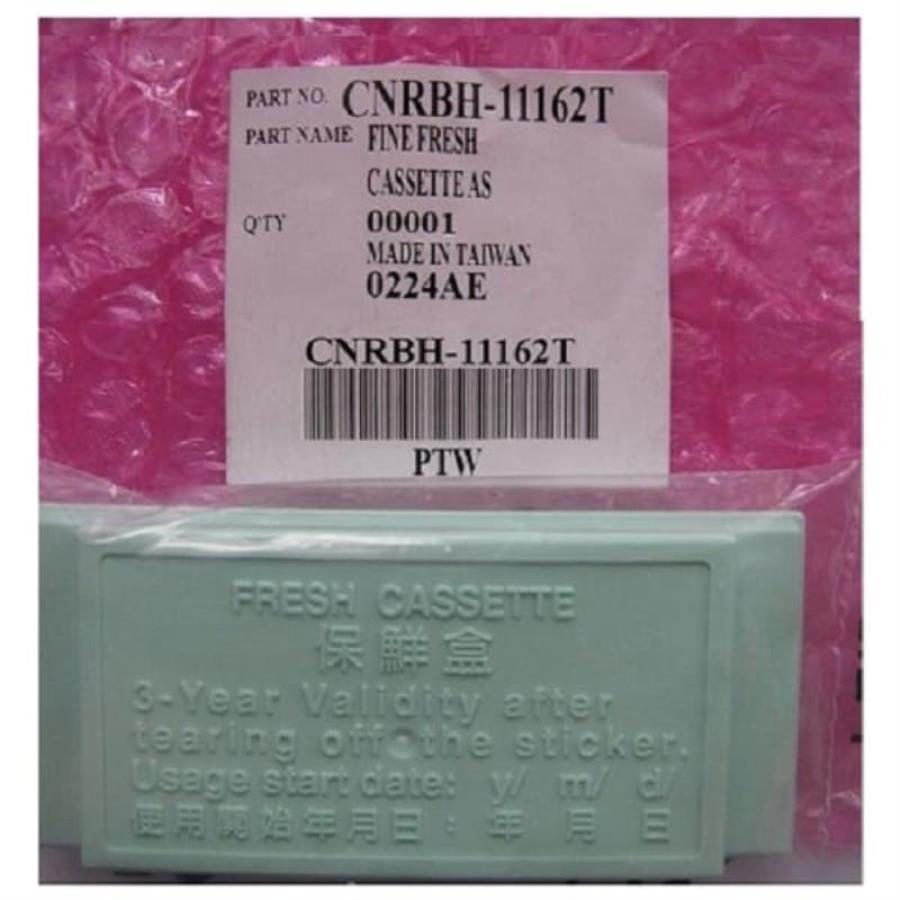 PART NO. CNRBH-11162T
PART NAME FINE FRESH
CASSETTE AS
Q'TY 00001
MADE IN TAIWAN
0224AE
CNRBH-11162T
PTW
FRESH CASSETTE
保鮮盒
3-Year Validity after
tearing off the sticker.
Usage start date: y/ m/ d/
使用開始年月日: 年 月 日